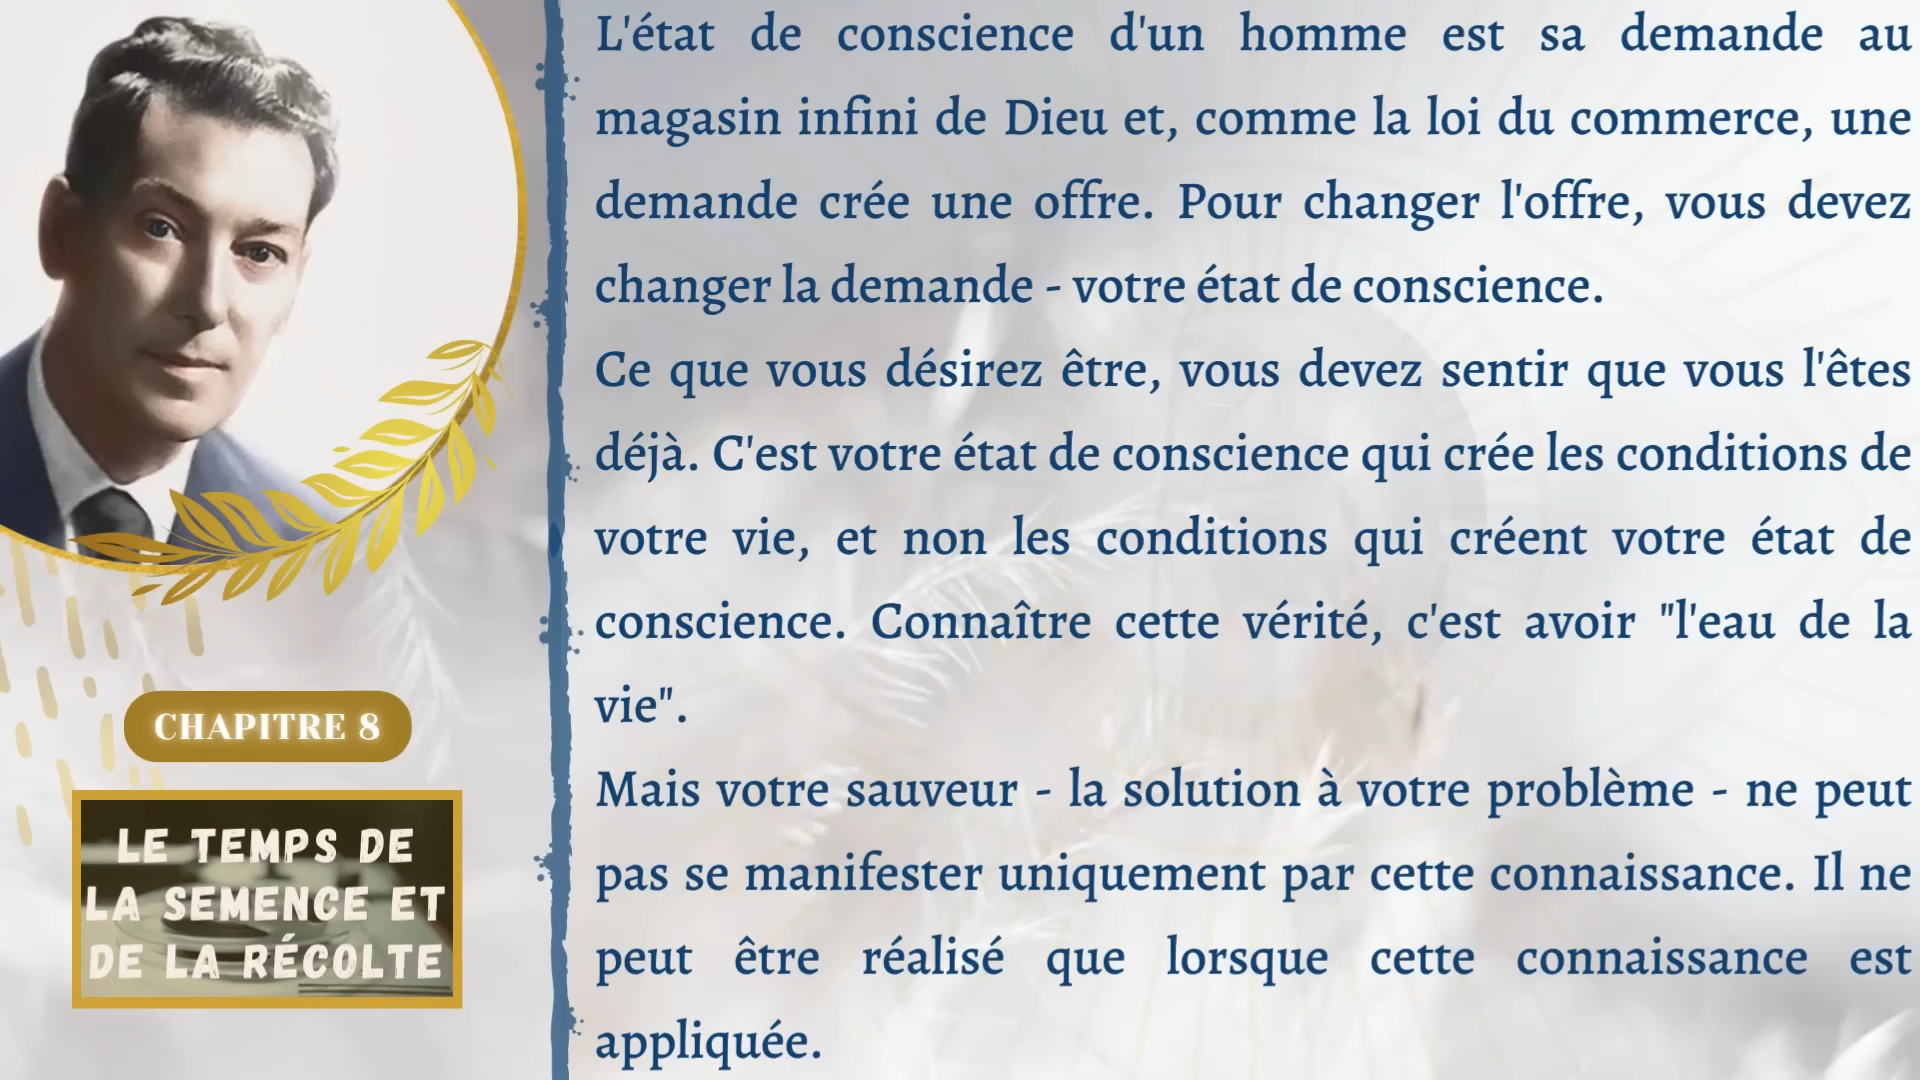 L'état de conscience d'un homme est sa demande au
magasin infini de Dieu et, comme la loi du commerce, une
demande crée une offre. Pour changer l'offre, vous devez
changer la demande - votre état de conscience.
Ce que vous désirez être, vous devez sentir que vous l'êtes
déjà. C'est votre état de conscience qui crée les conditions de
votre vie, et non les conditions qui créent votre état de
conscience. Connaître cette vérité, c'est avoir "l'eau de la
vie".
Mais votre sauveur - la solution à votre problème - ne peut
pas se manifester uniquement par cette connaissance. Il ne
peut être réalisé que lorsque cette connaissance est
appliquée.
CHAPITRE 8
LE TEMPS DE
LA SEMENCE ET
DE LA RÉCOLTE